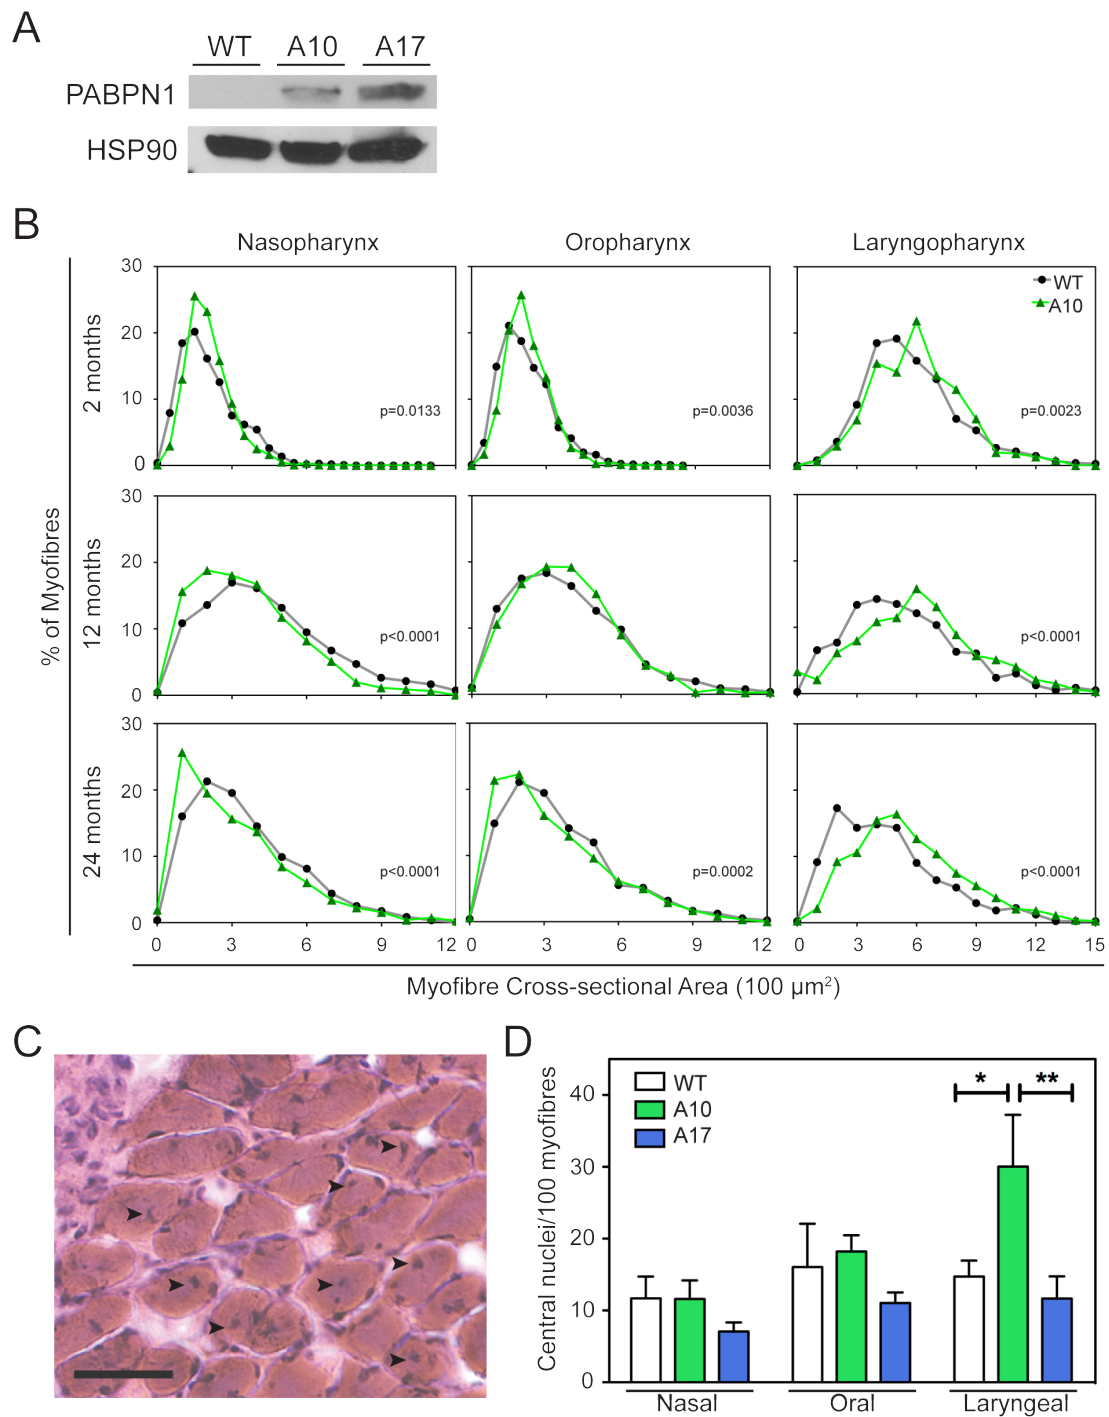 A
WT A10 A17
PABPN1
HSP90
B
Nasopharynx Oropharynx Laryngopharynx
% of Myofibres
2 months
30
20
10
0
p=0.0133
p=0.0036
WT
A10
p=0.0023
12 months
30
20
10
0
p<0.0001
p<0.0001
24 months
30
20
10
0
p<0.0001
p=0.0002
p<0.0001
0 3 6 9 12
0 3 6 9 12
0 3 6 9 12 15
Myofibre Cross-sectional Area (100 µm²)
C
D
Central nuclei/100 myofibres
40
30
20
10
0
WT
A10
A17
* **
Nasal Oral Laryngeal